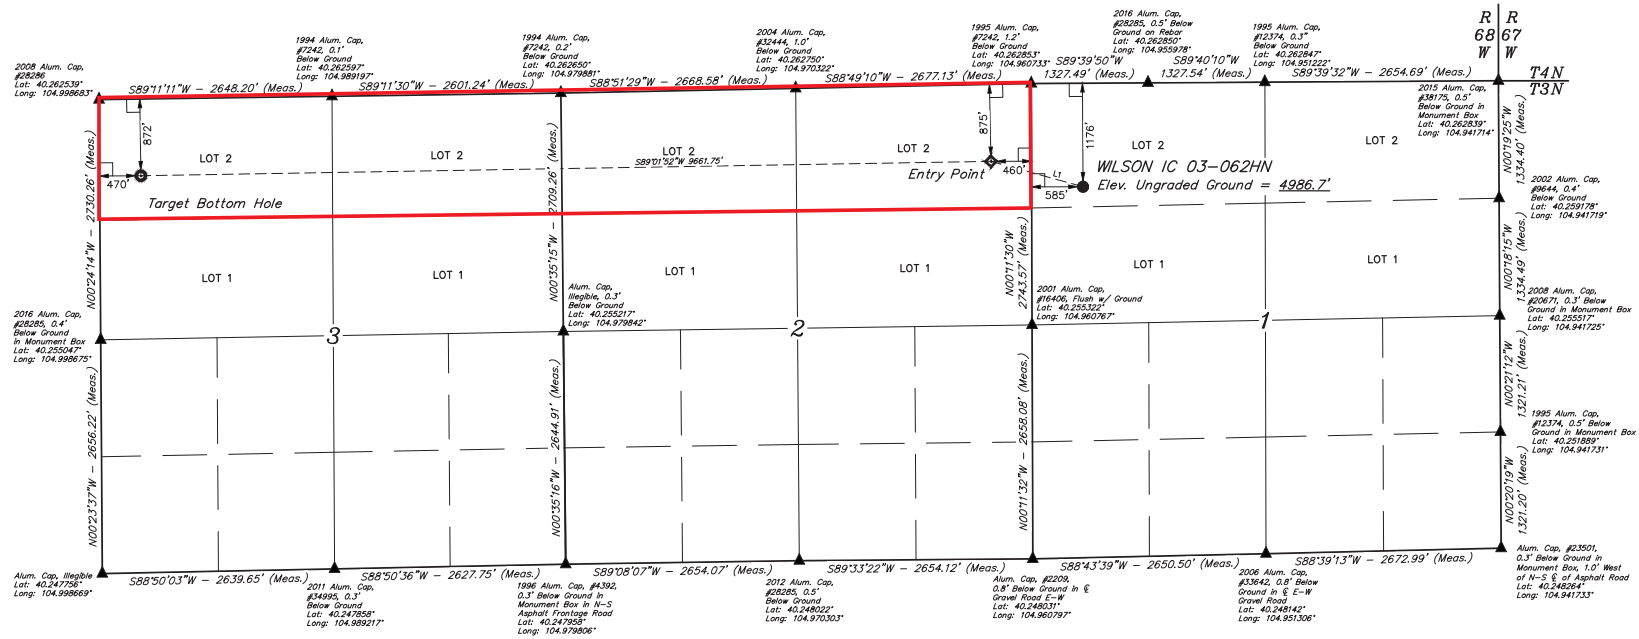 R R
68 67
W W
T4N
T3N
2008 Alum. Cap,
#28286
Lat: 40.262539°
Long: 104.998683°
1994 Alum. Cap,
#7242, 0.1'
Below Ground
Lat: 40.262597°
Long: 104.989197°
1994 Alum. Cap,
#7242, 0.2'
Below Ground
Lat: 40.262650°
Long: 104.979881°
2004 Alum. Cap,
#32444, 1.0'
Below Ground
Lat: 40.262750°
Long: 104.970322°
1995 Alum. Cap,
#7242, 1.2'
Below Ground
Lat: 40.262853°
Long: 104.960733°
2016 Alum. Cap,
#28285, 0.5' Below
Ground on Rebar
Lat: 40.262850°
Long: 104.955978°
1995 Alum. Cap,
#12374, 0.3"
Below Ground
Lat: 40.262847°
Long: 104.951222°
S89°11'11"W - 2648.20' (Meas.)
S89°11'30"W - 2601.24' (Meas.)
S88°51'29"W - 2668.58' (Meas.)
S88°49'10"W - 2677.13' (Meas.)
S89°39'50"W
1327.49' (Meas.)
S89°40'10"W
1327.54' (Meas.)
S89°39'32"W - 2654.69' (Meas.)
2015 Alum. Cap,
#38175, 0.5'
Below Ground in
Monument Box
Lat: 40.262839°
Long: 104.941714°
872'
470'
Target Bottom Hole
LOT 2
LOT 2
LOT 2
LOT 2
LOT 2
LOT 2
S89°01'52"W 9661.75'
875'
460'
Entry Point
L1
1176'
585'
WILSON IC 03-062HN
Elev. Ungraded Ground = 4986.7'
N00°24'14"W - 2730.26' (Meas.)
N00°35'15"W - 2709.26' (Meas.)
N00°11'30"W
2743.57' (Meas.)
N00°19'25"W
1334.40' (Meas.)
2002 Alum. Cap,
#9644, 0.4'
Below Ground
Lat: 40.259178°
Long: 104.941719°
N00°18'15"W
1334.49' (Meas.)
LOT 1
LOT 1
LOT 1
LOT 1
LOT 1
LOT 1
2016 Alum. Cap,
#28285, 0.4'
Below Ground
in Monument Box
Lat: 40.255047°
Long: 104.998675°
Alum. Cap,
Illegible, 0.3'
Below Ground
Lat: 40.255217°
Long: 104.979842°
2001 Alum. Cap,
#16406, Flush w/ Ground
Lat: 40.255322°
Long: 104.960767°
2008 Alum. Cap,
#20671, 0.3' Below
Ground in Monument Box
Lat: 40.255517°
Long: 104.941725°
3
2
1
N00°23'37"W - 2656.22' (Meas.)
N00°35'16"W - 2644.91' (Meas.)
N00°11'32"W - 2658.08' (Meas.)
N00°21'12"W
1321.21' (Meas.)
1995 Alum. Cap,
#12374, 0.5' Below
Ground in Monument Box
Lat: 40.251889°
Long: 104.941731°
N00°20'19"W
1321.20' (Meas.)
S88°50'03"W - 2639.65' (Meas.)
S88°50'36"W - 2627.75' (Meas.)
S89°08'07"W - 2654.07' (Meas.)
S89°33'22"W - 2654.12' (Meas.)
S88°43'39"W - 2650.50' (Meas.)
S88°39'13"W - 2672.99' (Meas.)
Alum. Cap, Illegible
Lat: 40.247756°
Long: 104.998669°
2011 Alum. Cap,
#34995, 0.3'
Below Ground
Lat: 40.247858°
Long: 104.989217°
1996 Alum. Cap, #4392,
0.3' Below Ground in
Monument Box in N-S
Asphalt Frontage Road
Lat: 40.247958°
Long: 104.979806°
2012 Alum. Cap,
#28285, 0.5'
Below Ground
Lat: 40.248022°
Long: 104.970303°
Alum. Cap, #2209,
0.8' Below Ground in ℄
Gravel Road E-W
Lat: 40.248031°
Long: 104.960797°
2006 Alum. Cap,
#33642, 0.8' Below
Ground in ℄ E-W
Gravel Road
Lat: 40.248142°
Long: 104.951306°
Alum. Cap, #23501,
0.3' Below Ground in
Monument Box, 1.0' West
of N-S ℄ of Asphalt Road
Lat: 40.248264°
Long: 104.941733°